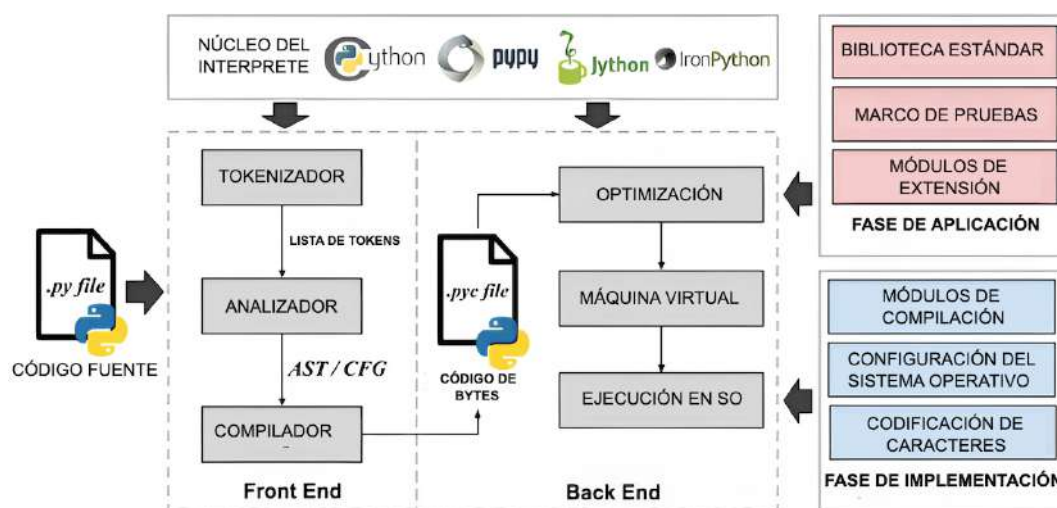 NÚCLEO DEL
INTERPRETE
Cython
pypy
Jython
IronPython
TOKENIZADOR
LISTA DE TOKENS
ANALIZADOR
AST / CFG
COMPILADOR
Front End
.py file
CÓDIGO FUENTE
.pyc file
CÓDIGO DE
BYTES
OPTIMIZACIÓN
MÁQUINA VIRTUAL
EJECUCIÓN EN SO
Back End
BIBLIOTECA ESTÁNDAR
MARCO DE PRUEBAS
MÓDULOS DE
EXTENSIÓN
FASE DE APLICACIÓN
MÓDULOS DE
COMPILACIÓN
CONFIGURACIÓN DEL
SISTEMA OPERATIVO
CODIFICACIÓN DE
CARACTERES
FASE DE IMPLEMENTACIÓN